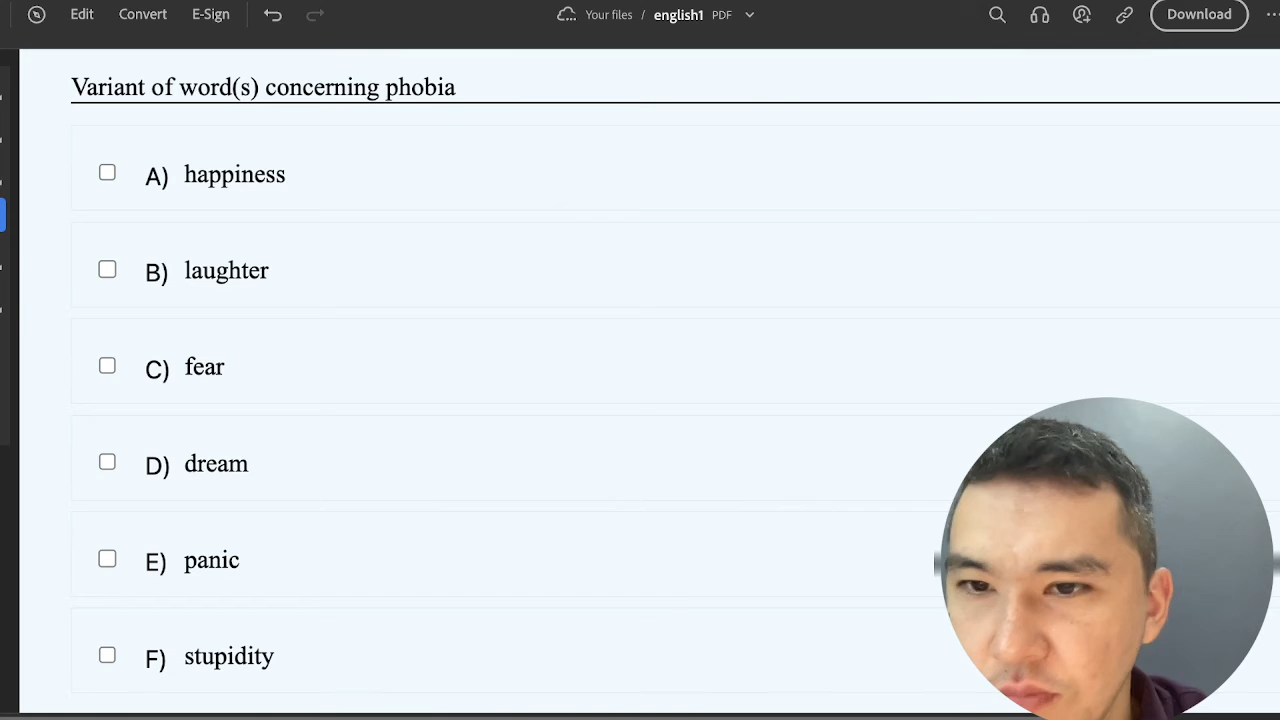 Edit Convert E-Sign Your files / english1 PDF Download
Variant of word(s) concerning phobia
A) happiness
B) laughter
C) fear
D) dream
E) panic
F) stupidity